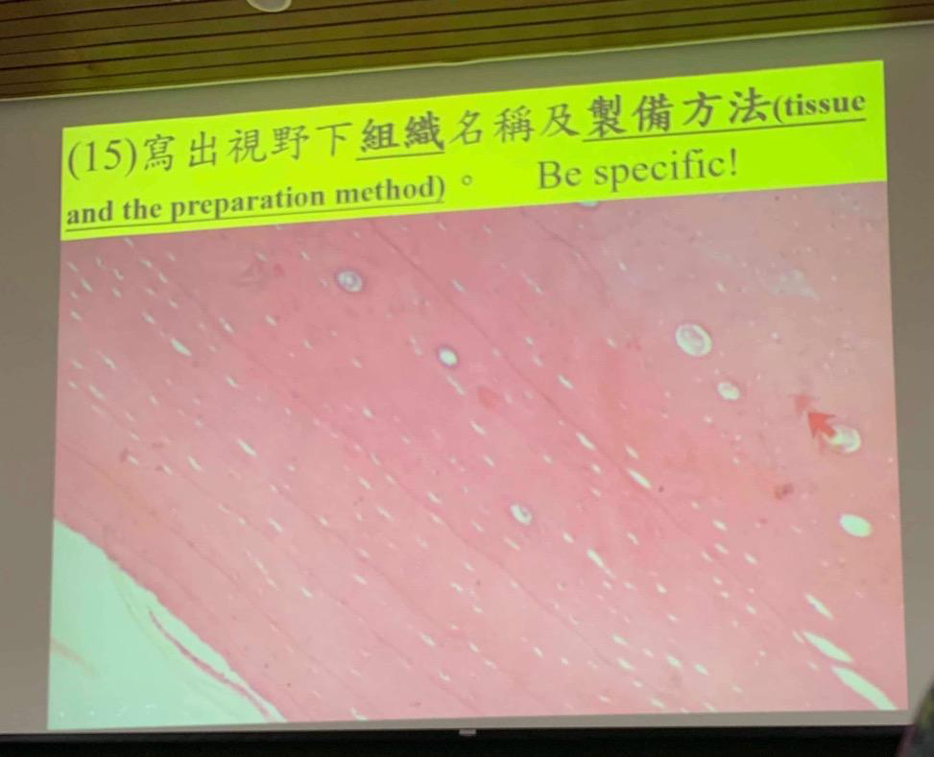 (15)寫出視野下組織名稱及製備方法(tissue
and the preparation method)。 Be specific!